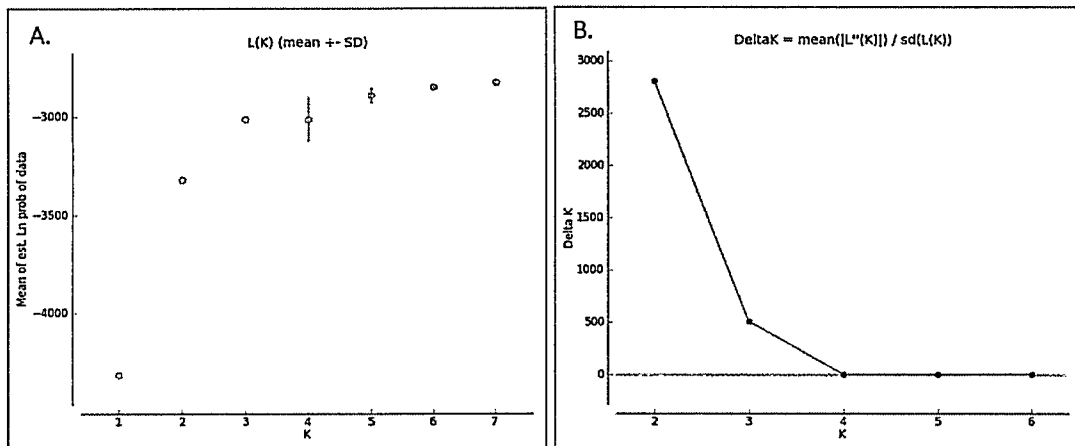 A.
L(K) (mean +- SD)
Mean of est. Ln prob of data
−3000
−3500
−4000
1 2 3 4 5 6 7
K
B.
DeltaK = mean(|L"(K)|) / sd(L(K))
Delta K
3000
2500
2000
1500
1000
500
0
2 3 4 5 6
K